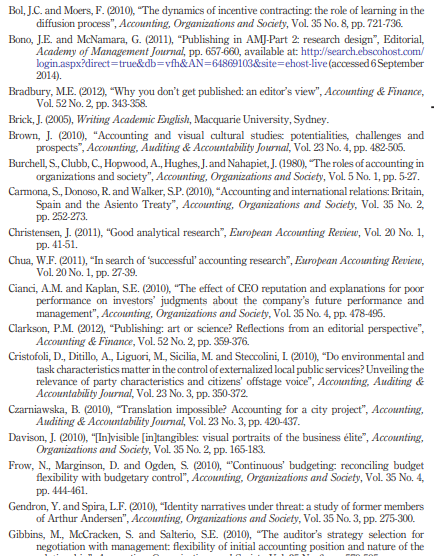 Bol, J.C. and Moers, F. (2010), “The dynamics of incentive contracting: the role of learning in the
diffusion process”, Accounting, Organizations and Society, Vol. 35 No. 8, pp. 721-736.
Bono, J.E. and McNamara, G. (2011), “Publishing in AMJ-Part 2: research design”, Editorial,
Academy of Management Journal, pp. 657-660, available at: http://search.ebscohost.com/
login.aspx?direct=true&db=vfh&AN=64869103&site=ehost-live (accessed 6 September
2014).
Bradbury, M.E. (2012), “Why you don’t get published: an editor’s view”, Accounting & Finance,
Vol. 52 No. 2, pp. 343-358.
Brick, J. (2005), Writing Academic English, Macquarie University, Sydney.
Brown, J. (2010), “Accounting and visual cultural studies: potentialities, challenges and
prospects”, Accounting, Auditing & Accountability Journal, Vol. 23 No. 4, pp. 482-505.
Burchell, S., Clubb, C., Hopwood, A., Hughes, J. and Nahapiet, J. (1980), “The roles of accounting in
organizations and society”, Accounting, Organizations and Society, Vol. 5 No. 1, pp. 5-27.
Carmona, S., Donoso, R. and Walker, S.P. (2010), “Accounting and international relations: Britain,
Spain and the Asiento Treaty”, Accounting, Organizations and Society, Vol. 35 No. 2,
pp. 252-273.
Christensen, J. (2011), “Good analytical research”, European Accounting Review, Vol. 20 No. 1,
pp. 41-51.
Chua, W.F. (2011), “In search of ‘successful’ accounting research”, European Accounting Review,
Vol. 20 No. 1, pp. 27-39.
Cianci, A.M. and Kaplan, S.E. (2010), “The effect of CEO reputation and explanations for poor
performance on investors’ judgments about the company’s future performance and
management”, Accounting, Organizations and Society, Vol. 35 No. 4, pp. 478-495.
Clarkson, P.M. (2012), “Publishing: art or science? Reflections from an editorial perspective”,
Accounting & Finance, Vol. 52 No. 2, pp. 359-376.
Cristofoli, D., Ditillo, A., Liguori, M., Sicilia, M. and Steccolini, I. (2010), “Do environmental and
task characteristics matter in the control of externalized local public services? Unveiling the
relevance of party characteristics and citizens’ offstage voice”, Accounting, Auditing &
Accountability Journal, Vol. 23 No. 3, pp. 350-372.
Czarniawska, B. (2010), “Translation impossible? Accounting for a city project”, Accounting,
Auditing & Accountability Journal, Vol. 23 No. 3, pp. 420-437.
Davison, J. (2010), “[In]visible [in]tangibles: visual portraits of the business élite”, Accounting,
Organizations and Society, Vol. 35 No. 2, pp. 165-183.
Frow, N., Marginson, D. and Ogden, S. (2010), “‘Continuous’ budgeting: reconciling budget
flexibility with budgetary control”, Accounting, Organizations and Society, Vol. 35 No. 4,
pp. 444-461.
Gendron, Y. and Spira, L.F. (2010), “Identity narratives under threat: a study of former members
of Arthur Andersen”, Accounting, Organizations and Society, Vol. 35 No. 3, pp. 275-300.
Gibbins, M., McCracken, S. and Salterio, S.E. (2010), “The auditor’s strategy selection for
negotiation with management: flexibility of initial accounting position and nature of the